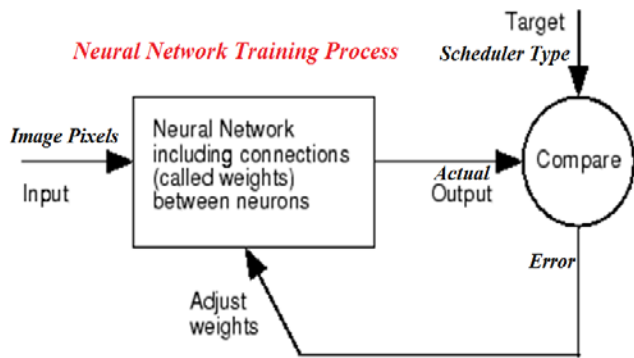 Target
Neural Network Training Process
Scheduler Type
Image Pixels
Input
Neural Network
including connections
(called weights)
between neurons
Actual
Output
Compare
Error
Adjust
weights